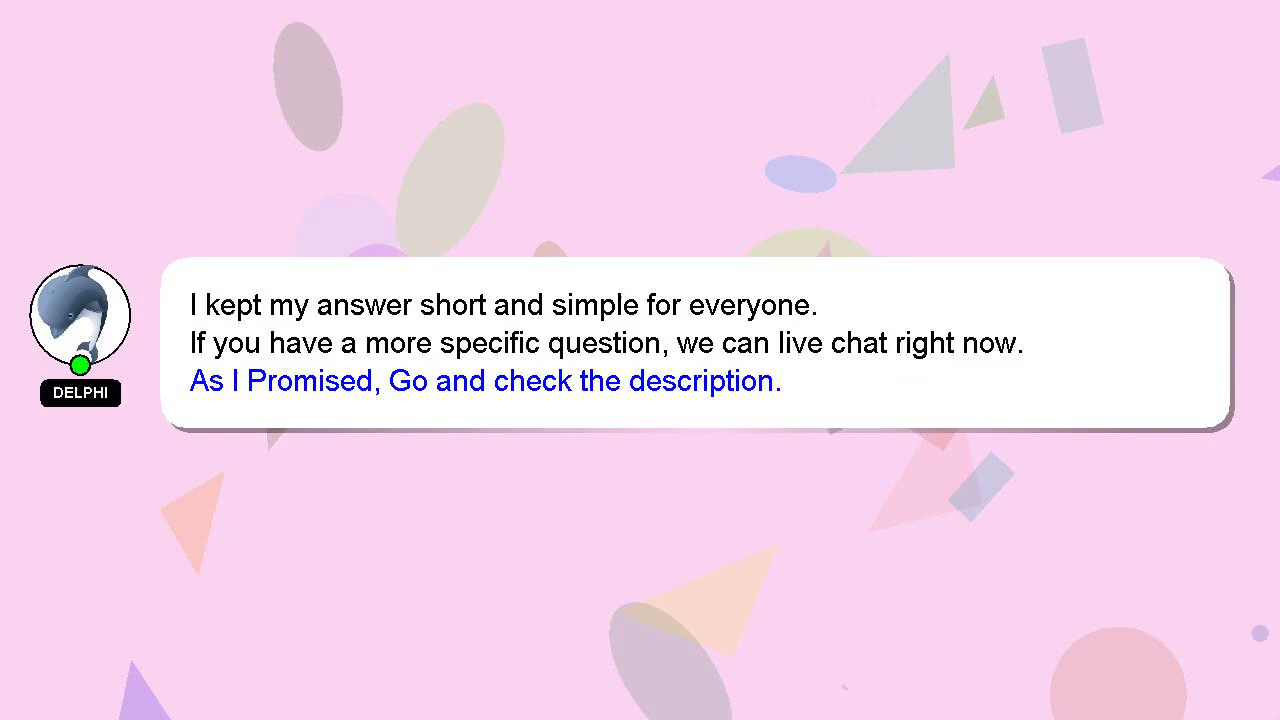 I kept my answer short and simple for everyone.
If you have a more specific question, we can live chat right now.
As I Promised, Go and check the description.
DELPHI